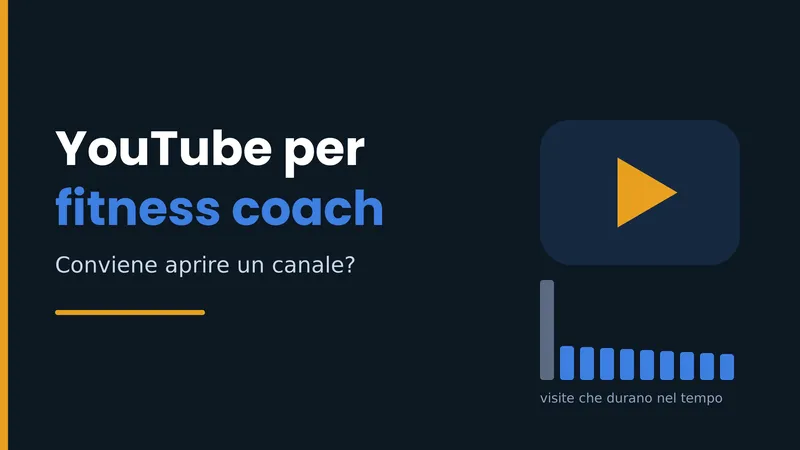 YouTube per
fitness coach
Conviene aprire un canale?
visite che durano nel tempo